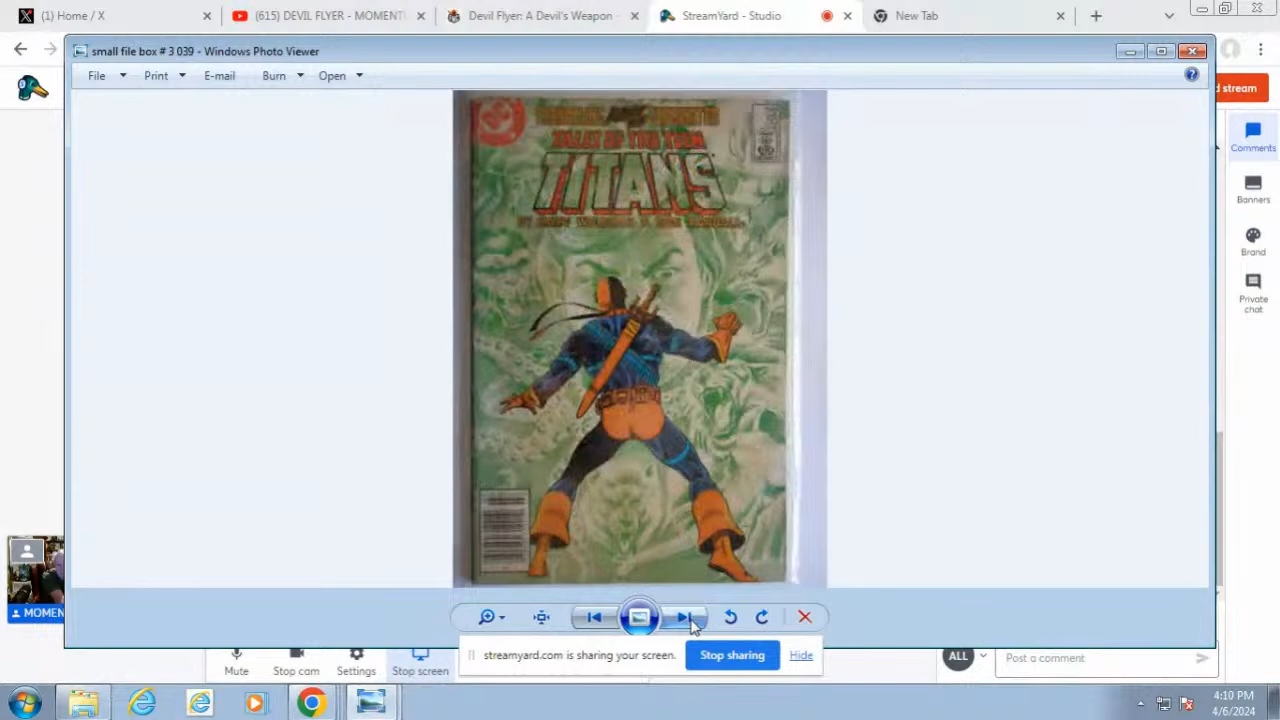 (1) Home / X
(615) DEVIL FLYER - MOMENT
Devil Flyer: A Devil's Weapon -
StreamYard - Studio
New Tab
small file box # 3 039 - Windows Photo Viewer
File
Print
E-mail
Burn
Open
d stream
Comments
Banners
Brand
Private
chat
TALES OF THE TEEN
TITANS
MOMEN
streamyard.com is sharing your screen.
Stop sharing
Hide
Mute
Stop cam
Settings
Stop screen
ALL
Post a comment
4:10 PM
4/6/2024